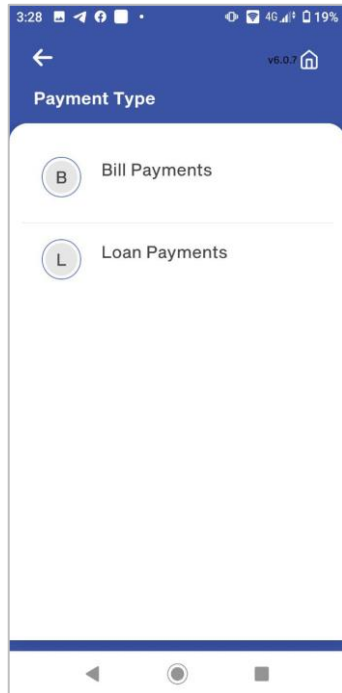 3:28 4G 19%
v6.0.7
Payment Type
B Bill Payments
L Loan Payments